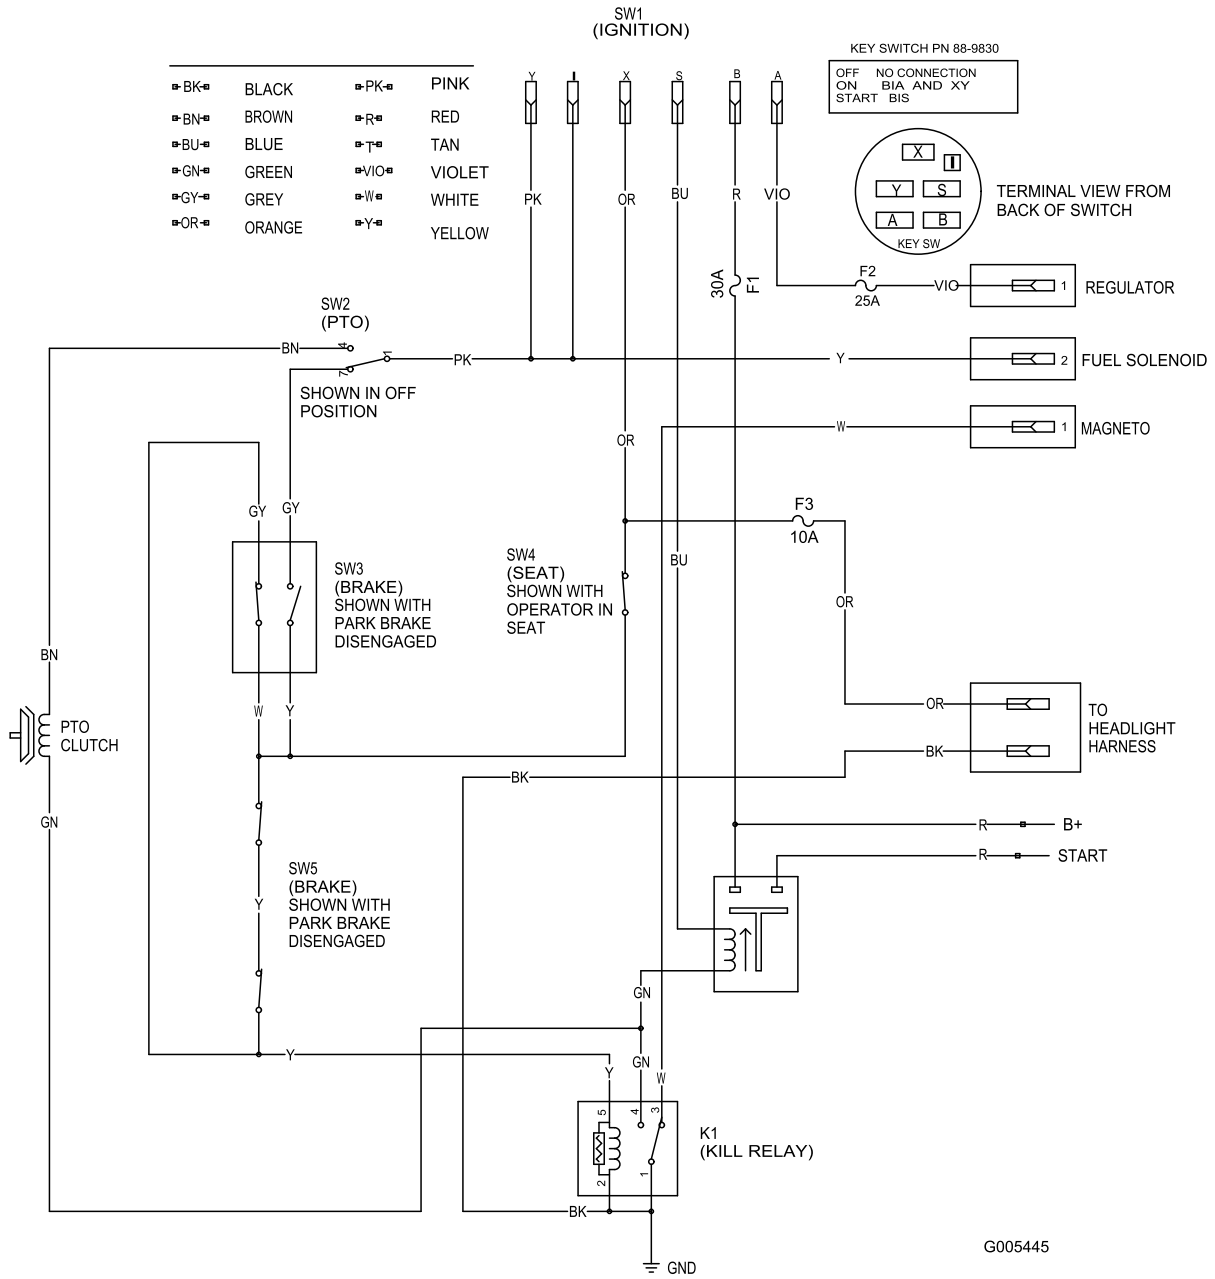 SW1
(IGNITION)
KEY SWITCH PN 88-9830
OFF NO CONNECTION
ON BIA AND XY
START BIS
BK BLACK
BN BROWN
BU BLUE
GN GREEN
GY GREY
OR ORANGE
PK PINK
R RED
T TAN
VIO VIOLET
W WHITE
Y YELLOW
Y I X S B A
PK OR BU R VIO
X
I
Y S
A B
KEY SW
TERMINAL VIEW FROM
BACK OF SWITCH
30A F1
F2
25A
VIO
1 REGULATOR
SW2
(PTO)
BN 4
1 PK
7
Y
2 FUEL SOLENOID
SHOWN IN OFF
POSITION
OR
W
1 MAGNETO
GY GY
F3
10A
SW3
(BRAKE)
SHOWN WITH
PARK BRAKE
DISENGAGED
SW4
(SEAT)
SHOWN WITH
OPERATOR IN
SEAT
BU
OR
BN
W Y
PTO
CLUTCH
OR
BK
TO
HEADLIGHT
HARNESS
BK
GN
R B+
R START
SW5
(BRAKE)
SHOWN WITH
PARK BRAKE
DISENGAGED
Y
GN
Y
Y
GN
W
5 4 3
K1
(KILL RELAY)
2 1
BK
GND
G005445